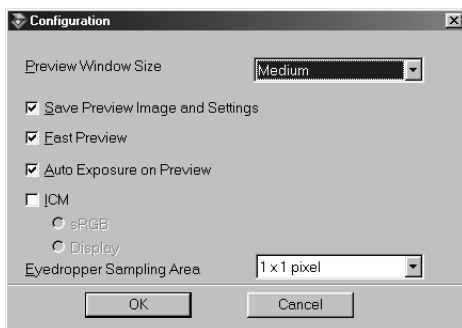 Configuration
Preview Window Size Medium
Save Preview Image and Settings
Fast Preview
Auto Exposure on Preview
ICM
sRGB
Display
Eyedropper Sampling Area 1 x 1 pixel
OK Cancel